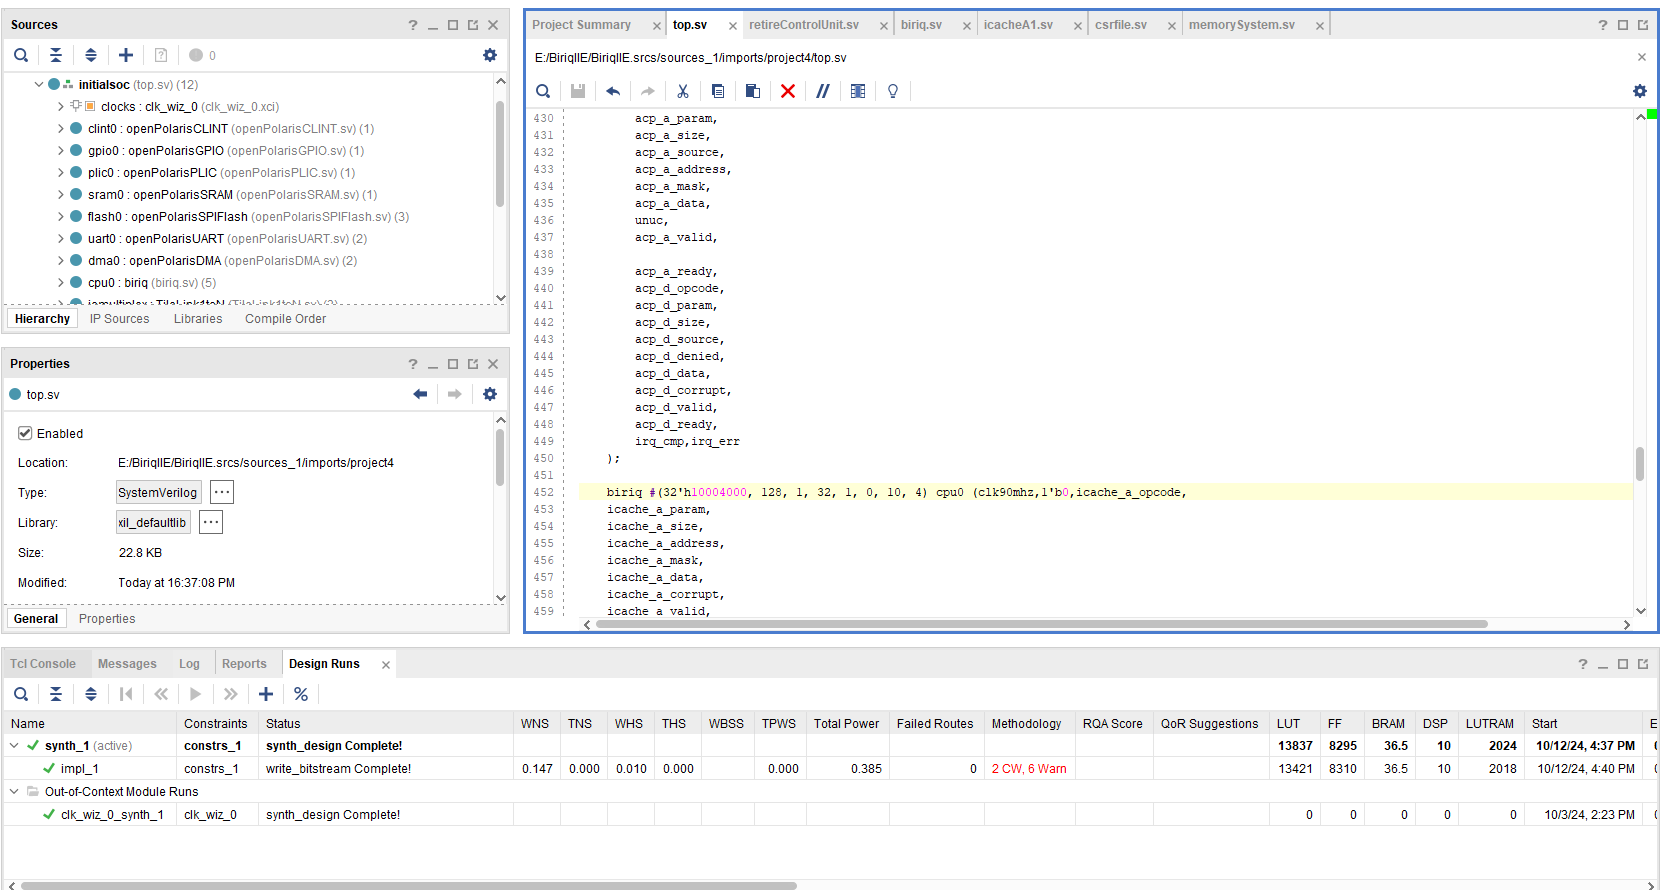 Sources
0
initialsoc (top.sv) (12)
clocks : clk_wiz_0 (clk_wiz_0.xci)
clint0 : openPolarisCLINT (openPolarisCLINT.sv) (1)
gpio0 : openPolarisGPIO (openPolarisGPIO.sv) (1)
plic0 : openPolarisPLIC (openPolarisPLIC.sv) (1)
sram0 : openPolarisSRAM (openPolarisSRAM.sv) (1)
flash0 : openPolarisSPIFlash (openPolarisSPIFlash.sv) (3)
uart0 : openPolarisUART (openPolarisUART.sv) (2)
dma0 : openPolarisDMA (openPolarisDMA.sv) (2)
cpu0 : biriq (biriq.sv) (5)
Hierarchy IP Sources Libraries Compile Order
Properties
top.sv
Enabled
Location: E:/BiriqIIE/BiriqIIE.srcs/sources_1/imports/project4
Type: SystemVerilog ...
Library: xil_defaultlib ...
Size: 22.8 KB
Modified: Today at 16:37:08 PM
General Properties
Project Summary top.sv retireControlUnit.sv biriq.sv icacheA1.sv csrfile.sv memorySystem.sv
E:/BiriqIIE/BiriqIIE.srcs/sources_1/imports/project4/top.sv
430 acp_a_param,
431 acp_a_size,
432 acp_a_source,
433 acp_a_address,
434 acp_a_mask,
435 acp_a_data,
436 unuc,
437 acp_a_valid,
438
439 acp_a_ready,
440 acp_d_opcode,
441 acp_d_param,
442 acp_d_size,
443 acp_d_source,
444 acp_d_denied,
445 acp_d_data,
446 acp_d_corrupt,
447 acp_d_valid,
448 acp_d_ready,
449 irq_cmp,irq_err
450 );
451
452 biriq #(32'h10004000, 128, 1, 32, 1, 0, 10, 4) cpu0 (clk90mhz,1'b0,icache_a_opcode,
453 icache_a_param,
454 icache_a_size,
455 icache_a_address,
456 icache_a_mask,
457 icache_a_data,
458 icache_a_corrupt,
459 icache_a_valid,
Tcl Console Messages Log Reports Design Runs
Name Constraints Status WNS TNS WHS THS WBSS TPWS Total Power Failed Routes Methodology RQA Score QoR Suggestions LUT FF BRAM DSP LUTRAM Start E
synth_1 (active) constrs_1 synth_design Complete! 13837 8295 36.5 10 2024 10/12/24, 4:37 PM
impl_1 constrs_1 write_bitstream Complete! 0.147 0.000 0.010 0.000 0.000 0.385 0 2 CW, 6 Warn 13421 8310 36.5 10 2018 10/12/24, 4:40 PM
Out-of-Context Module Runs
clk_wiz_0_synth_1 clk_wiz_0 synth_design Complete! 0 0 0 0 0 10/3/24, 2:23 PM